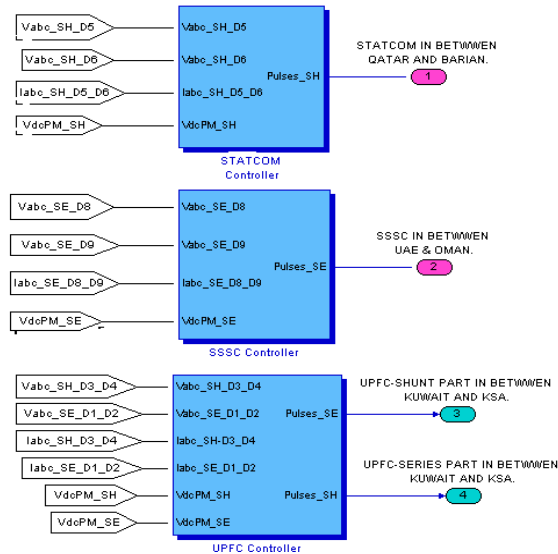 Vabc_SH_D5
Vabc_SH_D6
Iabc_SH_D5_D6
VdcPM_SH
Vabc_SH_D5
Vabc_SH_D6
Iabc_SH_D5_D6
VdcPM_SH
Pulses_SH
STATCOM
Controller
STATCOM IN BETWWEN
QATAR AND BARIAN.
1
Vabc_SE_D8
Vabc_SE_D9
Iabc_SE_D8_D9
VdcPM_SE
Vabc_SE_D8
Vabc_SE_D9
Iabc_SE_D8_D9
VdcPM_SE
Pulses_SE
SSSC Controller
SSSC IN BETWWEN
UAE & OMAN.
2
Vabc_SH_D3_D4
Vabc_SE_D1_D2
Iabc_SH_D3_D4
Iabc_SE_D1_D2
VdcPM_SH
VdcPM_SE
Vabc_SH_D3_D4
Vabc_SE_D1_D2
Iabc_SH-D3_D4
Iabc_SE_D1_D2
VdcPM_SH
VdcPM_SE
Pulses_SE
Pulses_SH
UPFC Controller
UPFC-SHUNT PART IN BETWWEN
KUWAIT AND KSA.
3
UPFC-SERIES PART IN BETWWEN
KUWAIT AND KSA.
4